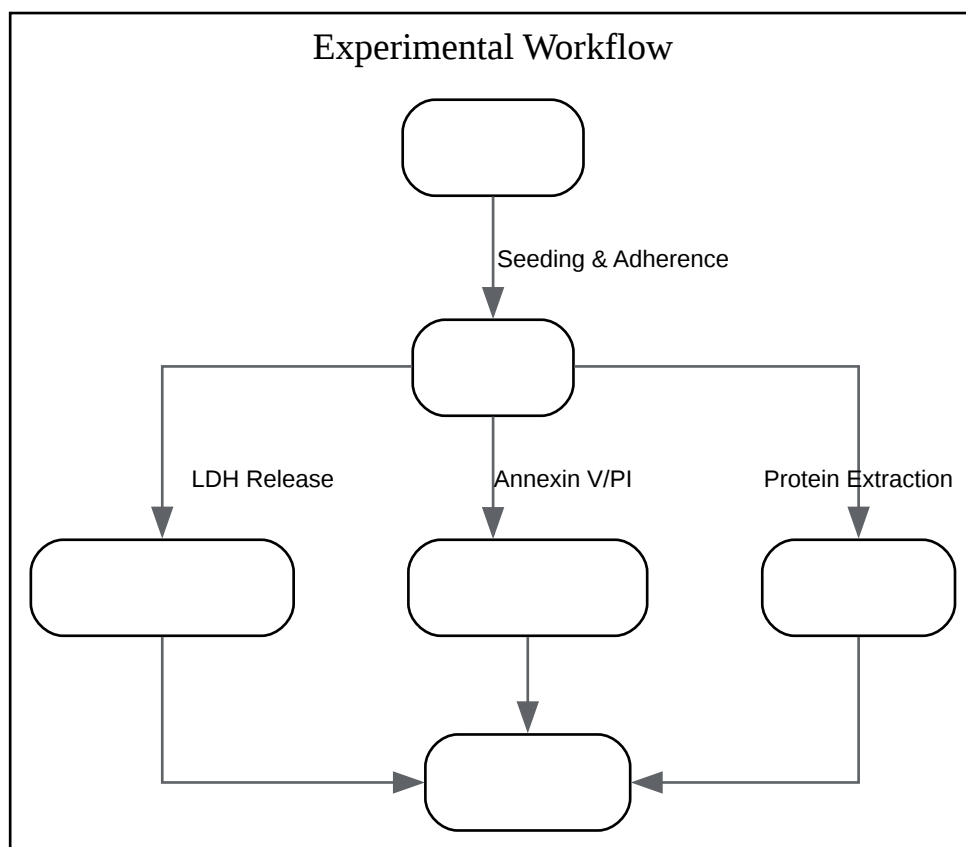 Experimental Workflow
Seeding & Adherence
LDH Release
Annexin V/PI
Protein Extraction